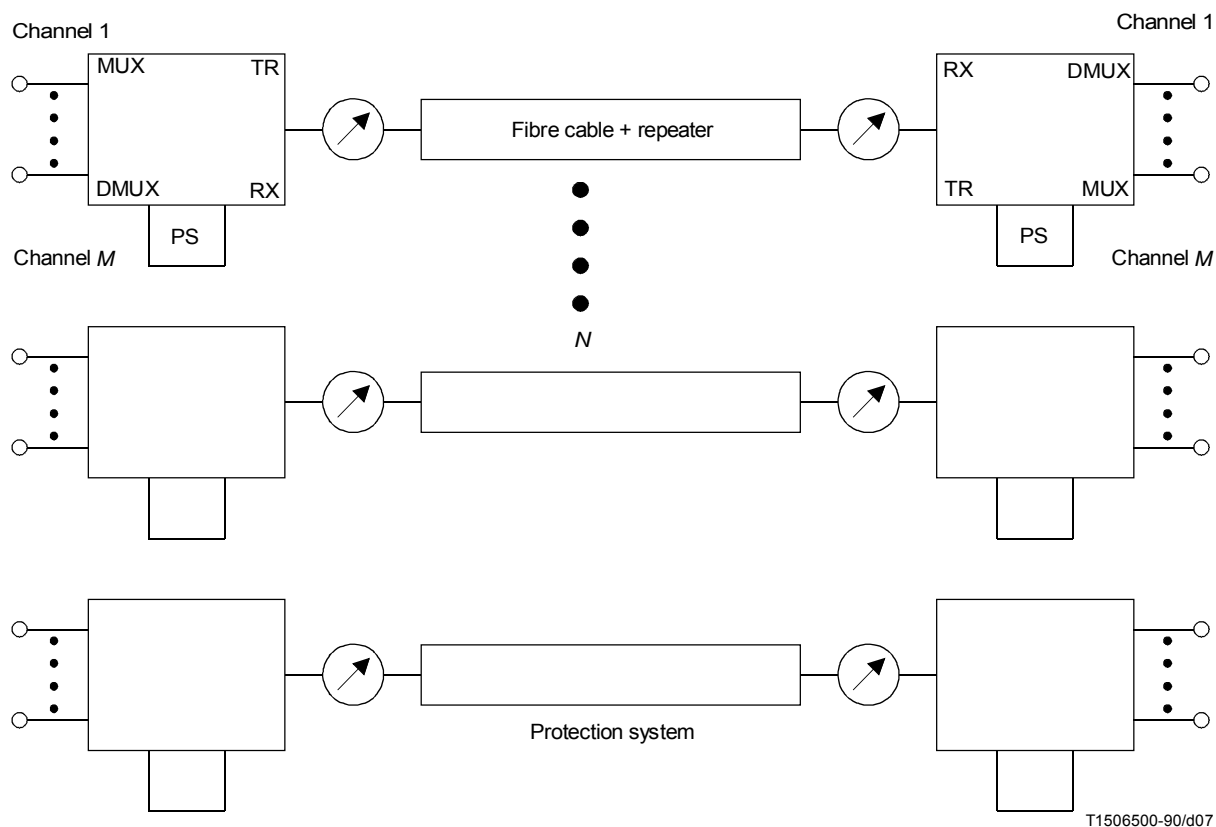 Channel 1
Channel 1
MUX TR
RX DMUX
Fibre cable + repeater
DMUX RX
TR MUX
PS
PS
Channel M
Channel M
N
Protection system
T1506500-90/d07